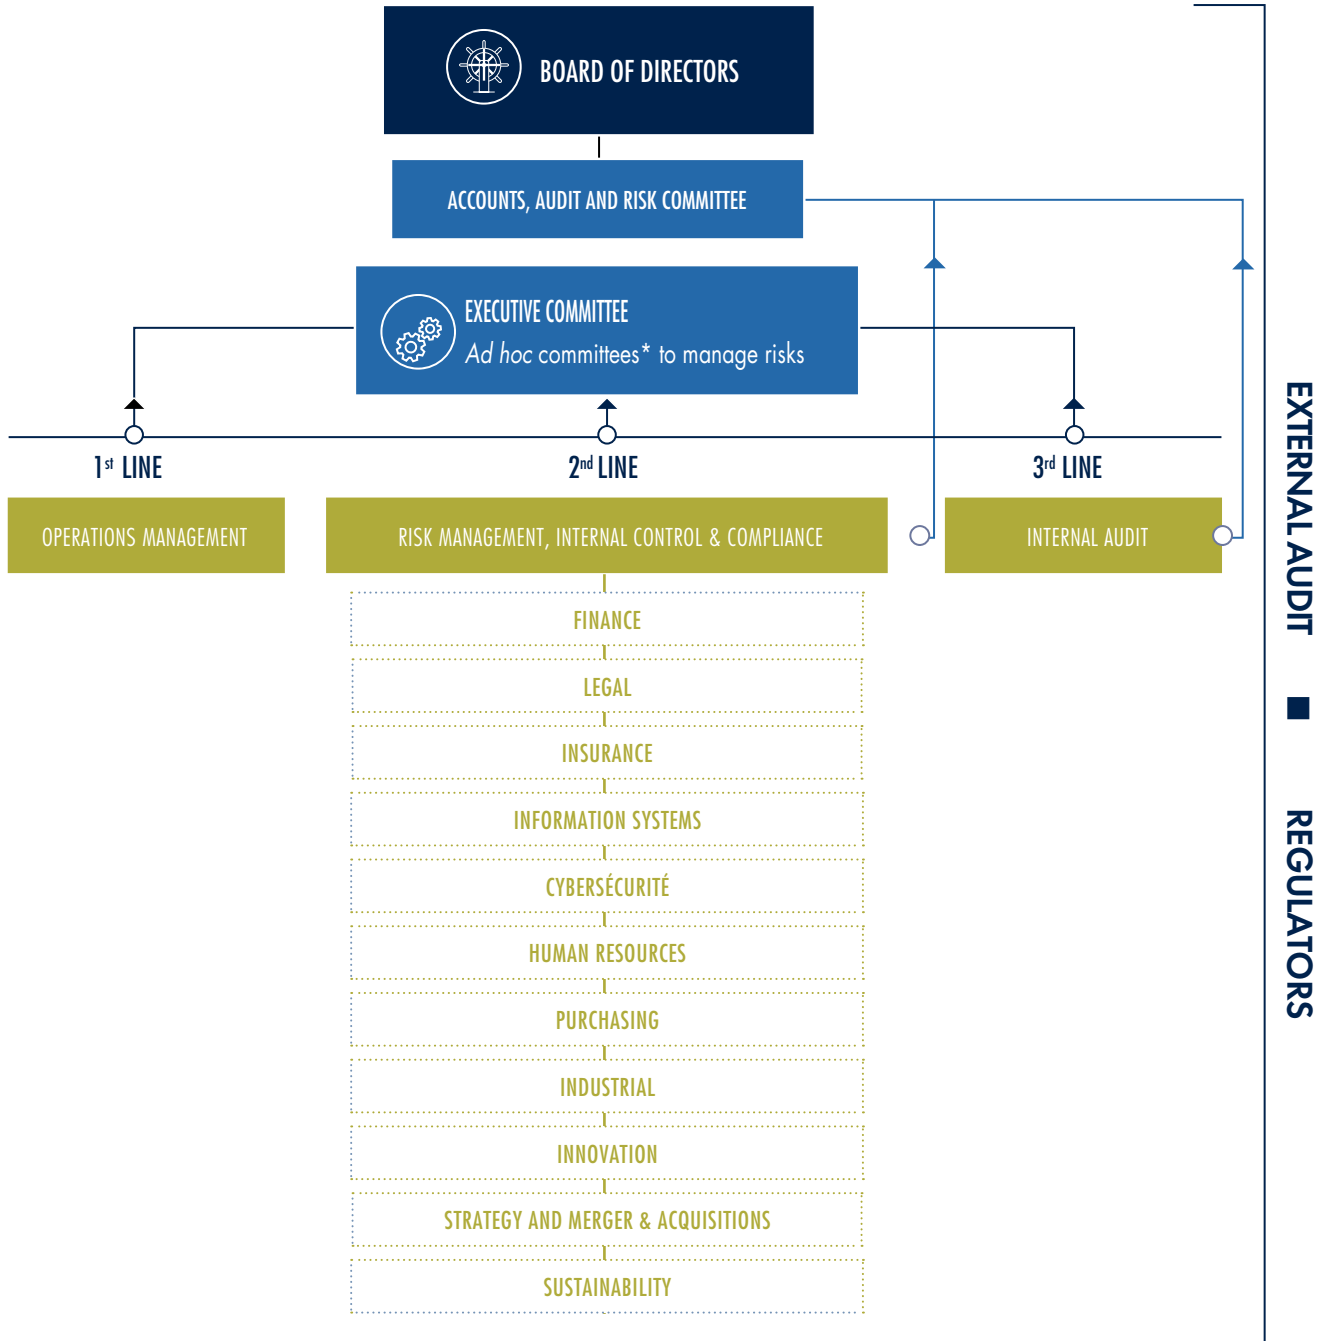 BOARD OF DIRECTORS
ACCOUNTS, AUDIT AND RISK COMMITTEE
EXECUTIVE COMMITTEE
Ad hoc committees* to manage risks
1st LINE
2nd LINE
3rd LINE
OPERATIONS MANAGEMENT
RISK MANAGEMENT, INTERNAL CONTROL & COMPLIANCE
INTERNAL AUDIT
FINANCE
LEGAL
INSURANCE
INFORMATION SYSTEMS
CYBERSÉCURITÉ
HUMAN RESOURCES
PURCHASING
INDUSTRIAL
INNOVATION
STRATEGY AND MERGER & ACQUISITIONS
SUSTAINABILITY
EXTERNAL AUDIT ■ REGULATORS